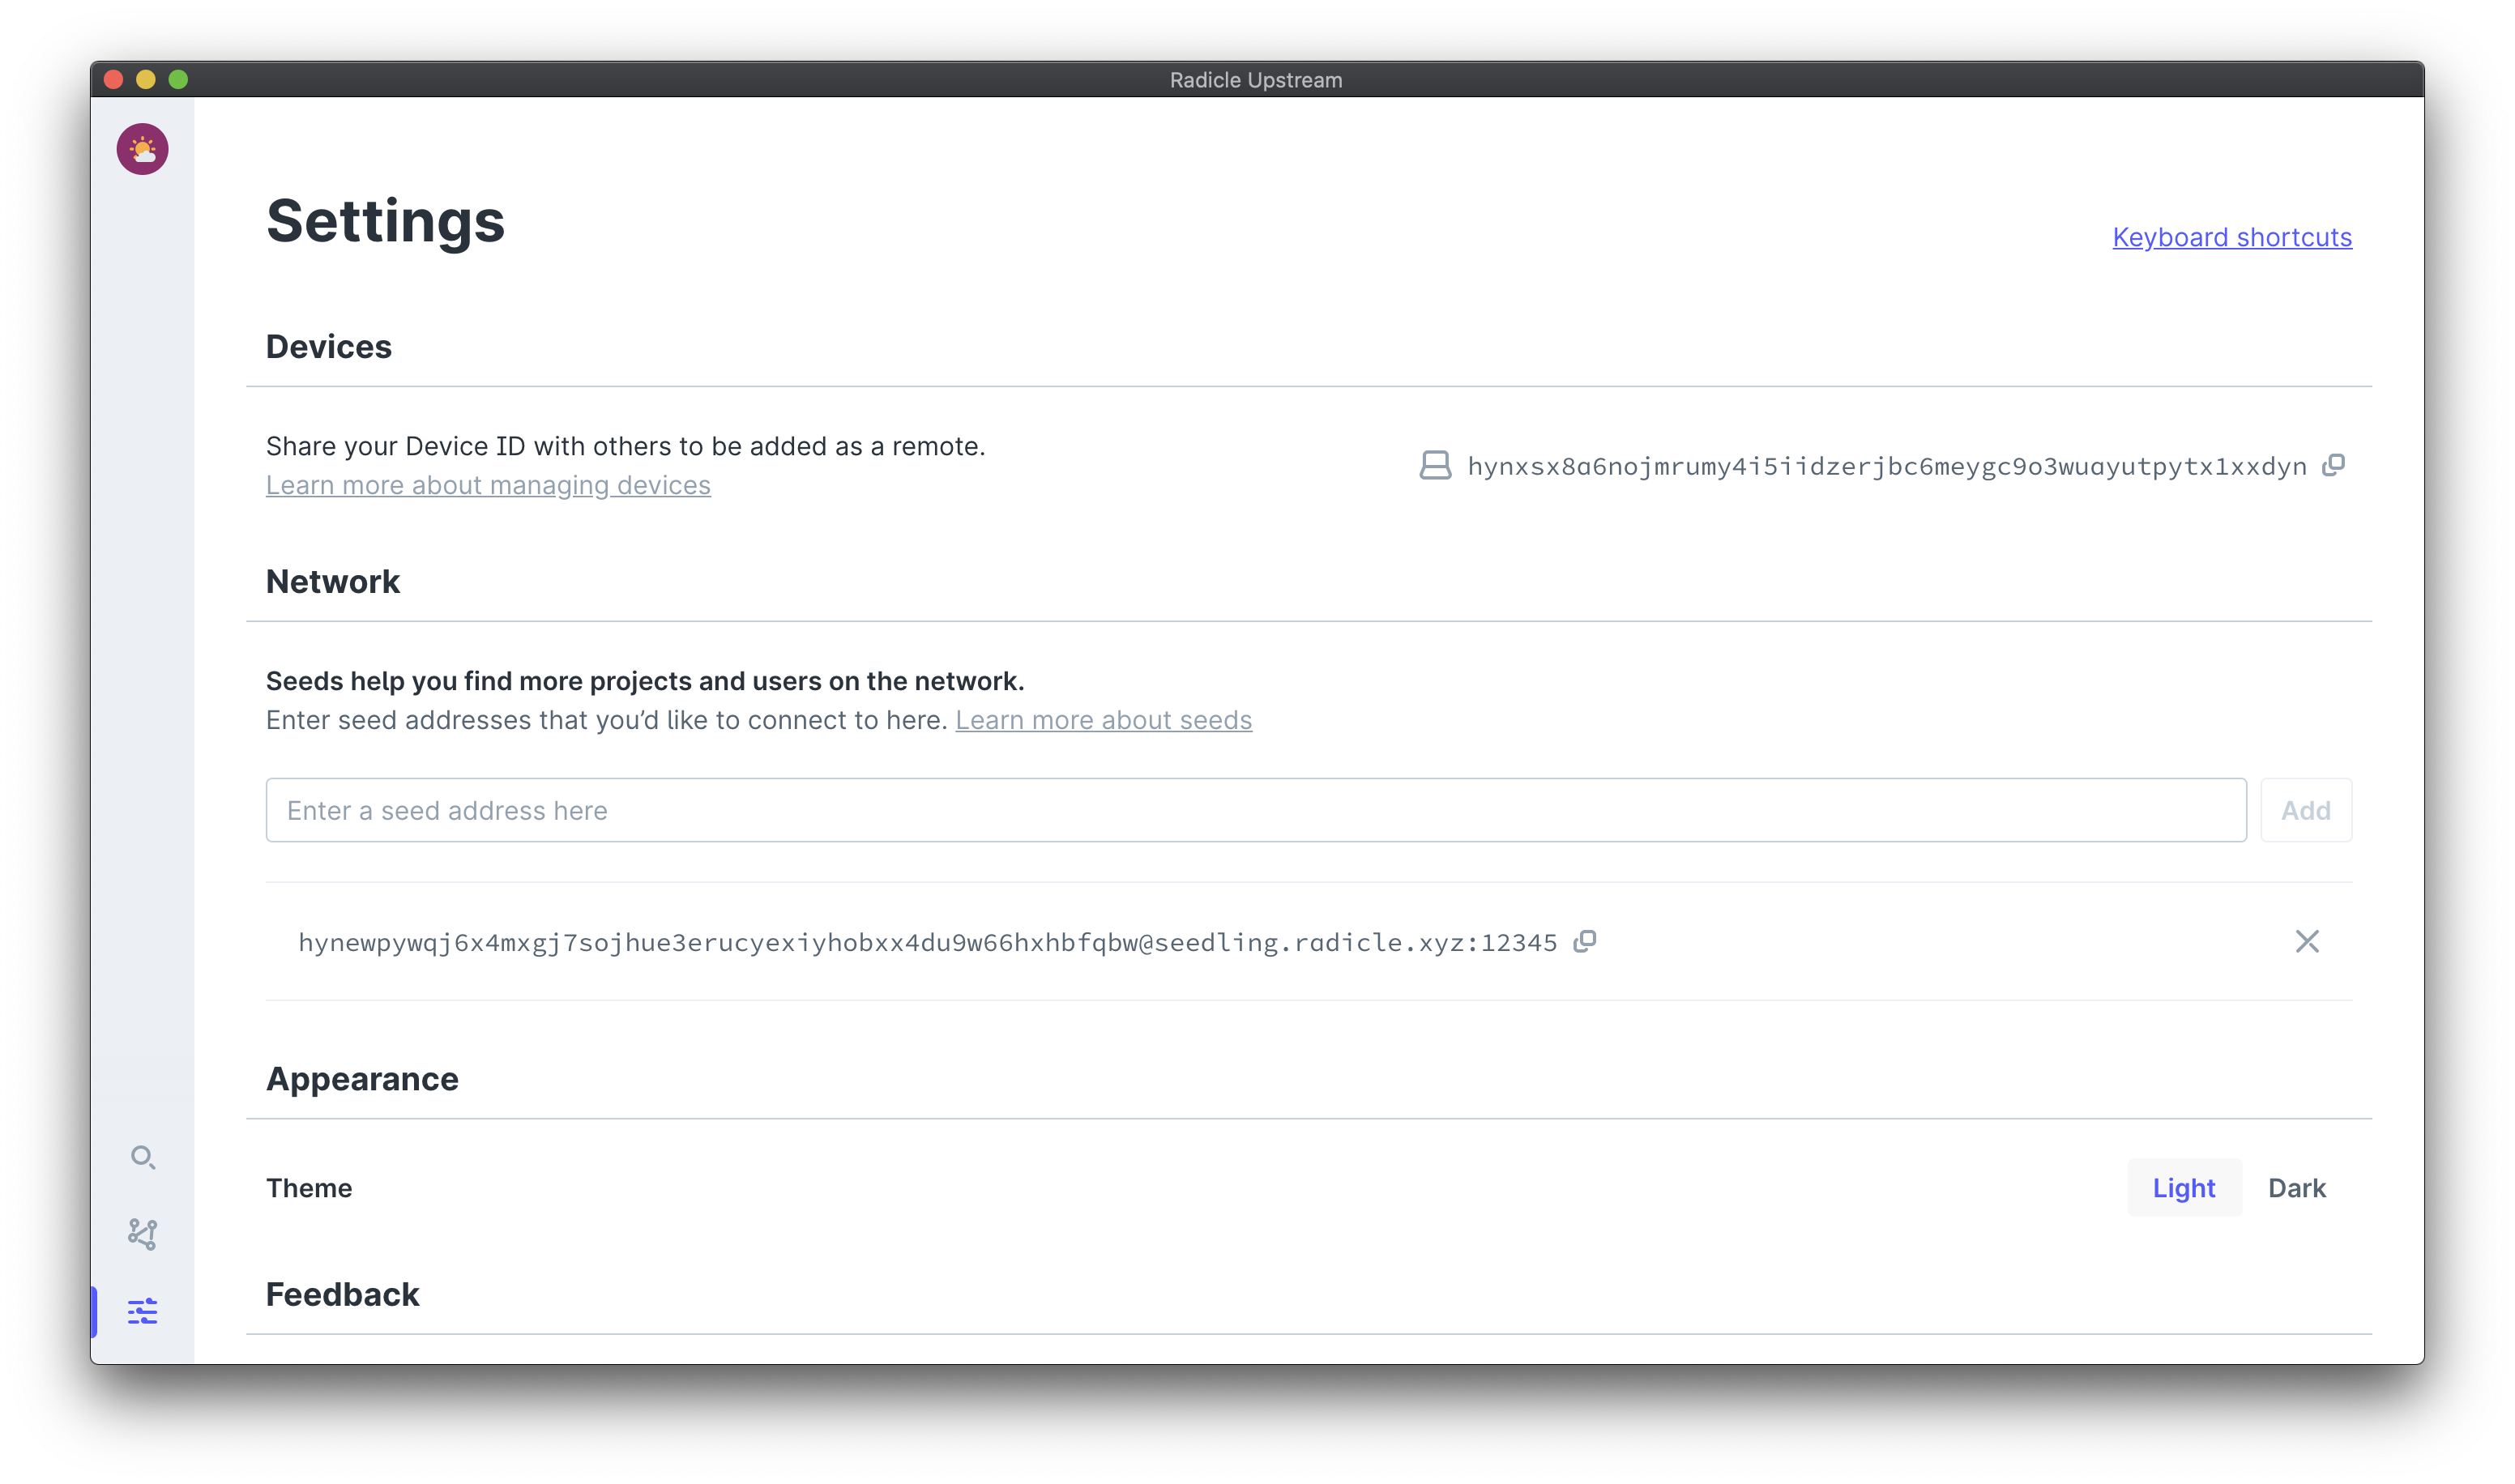 Radicle Upstream
Settings
Keyboard shortcuts
Devices
Share your Device ID with others to be added as a remote.
Learn more about managing devices
hynxsx8a6nojmrumy4i5iidzerjbc6meygc9o3wuayutpytx1xxdyn
Network
Seeds help you find more projects and users on the network.
Enter seed addresses that you’d like to connect to here. Learn more about seeds
Enter a seed address here
Add
hynewpywqj6x4mxgj7sojhue3erucyexiyhobxx4du9w66hxhbfqbw@seedling.radicle.xyz:12345
Appearance
Theme
Light
Dark
Feedback